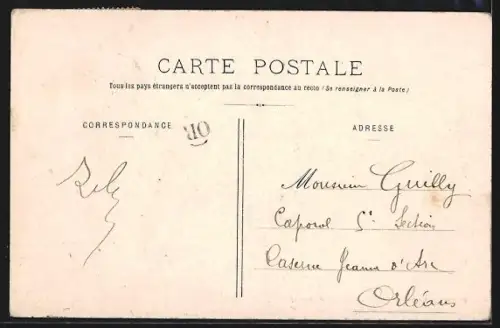 CARTE POSTALE
Tous les pays étrangers n'acceptent pas la correspondance au recto (Se renseigner à la Poste)
CORRESPONDANCE
OR
ADRESSE
Monsieur Guilly
Caporal 5e Section
Caserne Jeanne d'Arc
Orléans